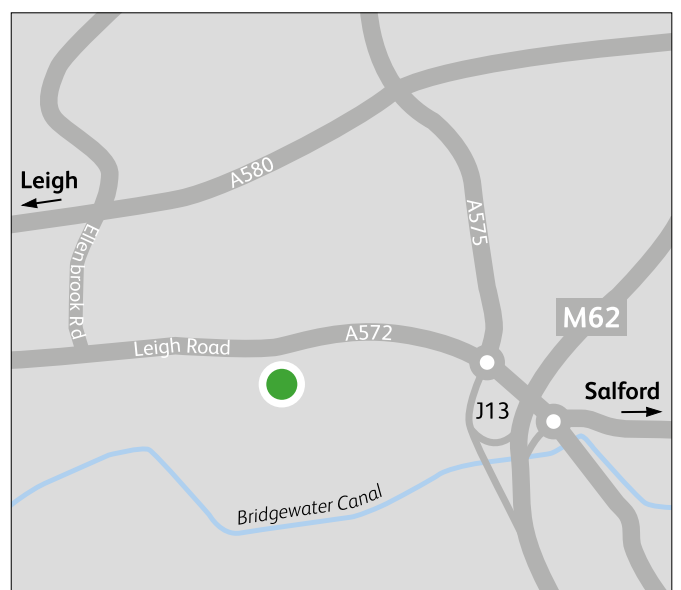 A580
Leigh
A575
Ellenbrook Rd
M62
A572
Leigh Road
Salford
J13
Bridgewater Canal